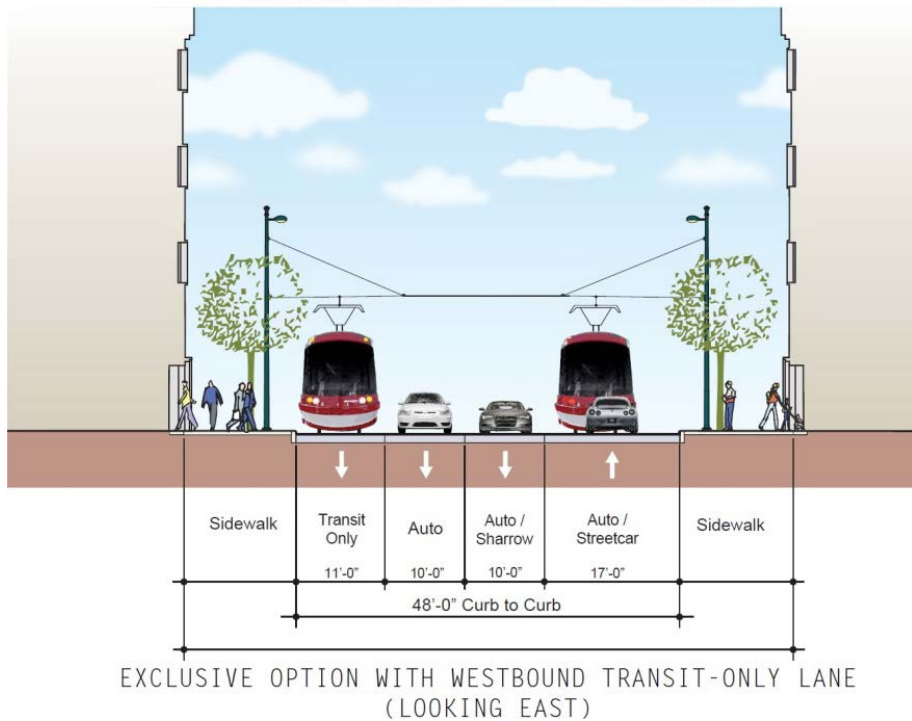 Sidewalk
Transit
Only
11'-0"
Auto
10'-0"
Auto /
Sharrow
10'-0"
Auto /
Streetcar
17'-0"
Sidewalk
48'-0" Curb to Curb
EXCLUSIVE OPTION WITH WESTBOUND TRANSIT-ONLY LANE
(LOOKING EAST)